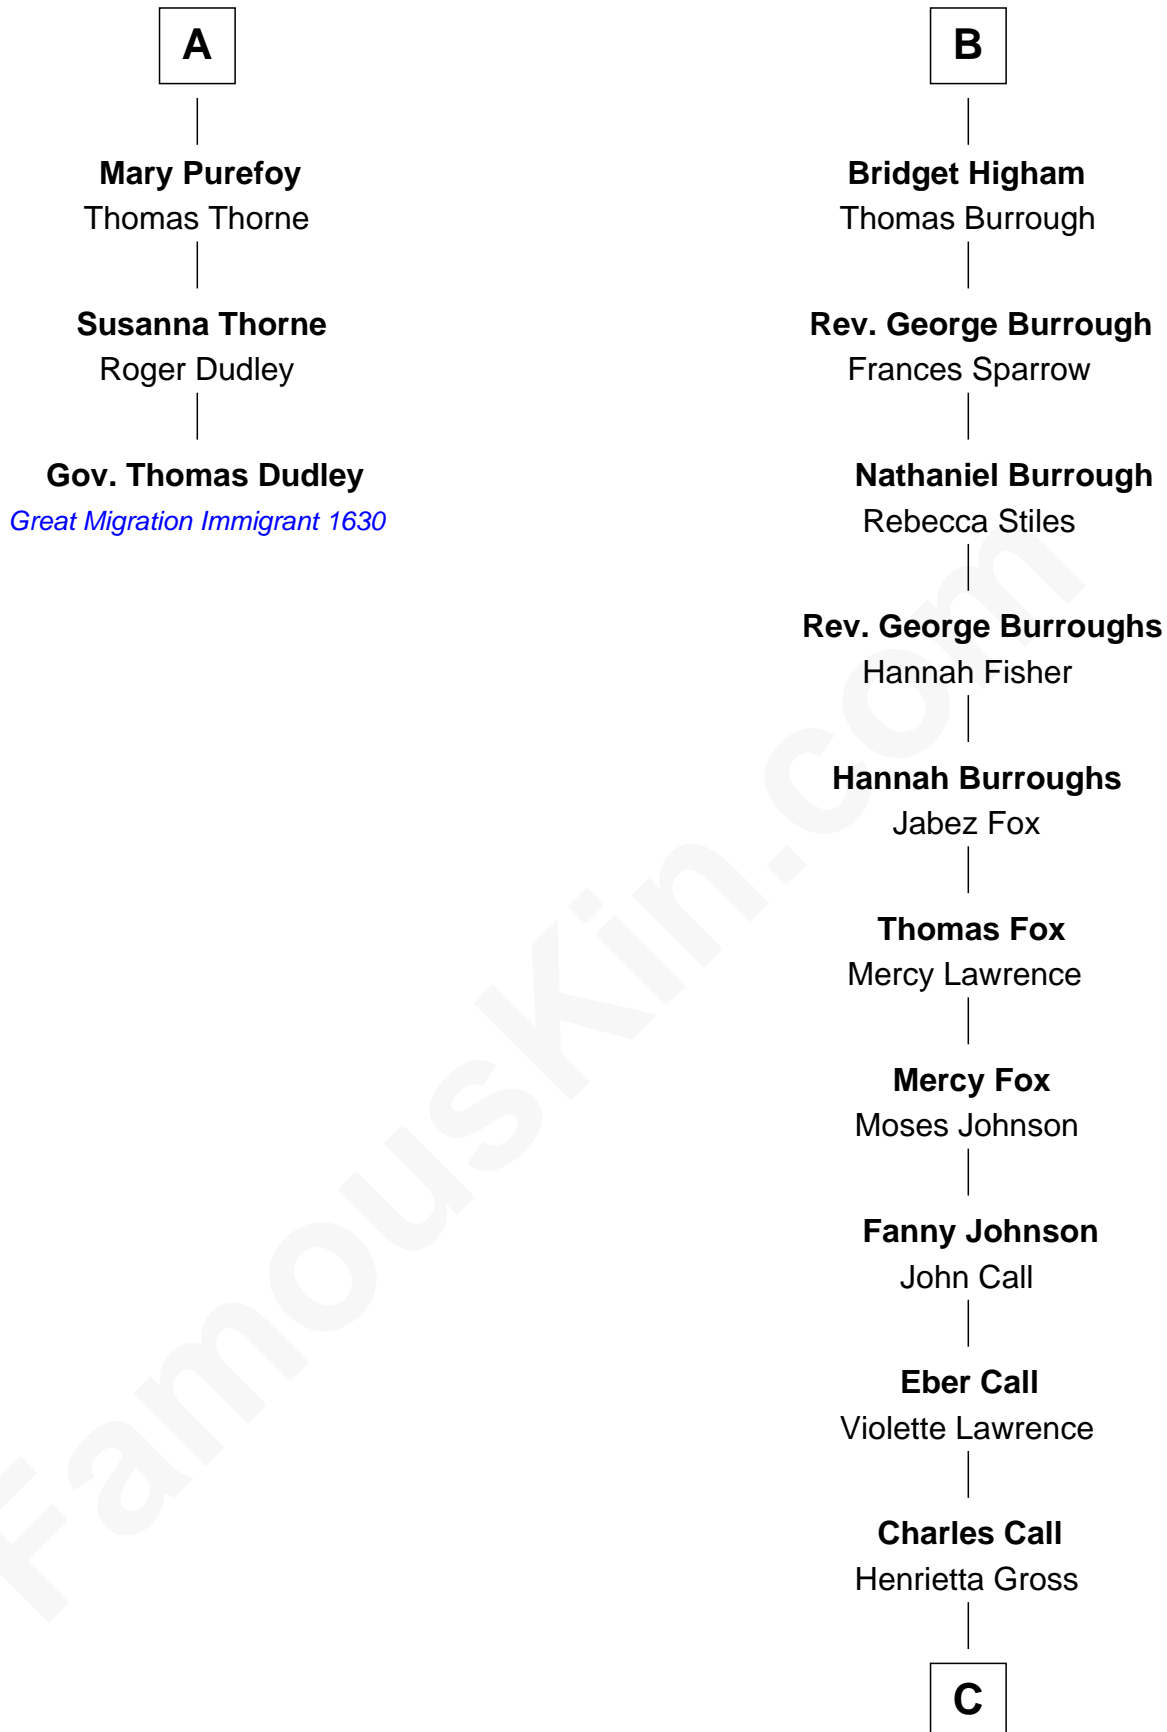 A
Mary Purefoy
Thomas Thorne
Susanna Thorne
Roger Dudley
Gov. Thomas Dudley
Great Migration Immigrant 1630
B
Bridget Higham
Thomas Burrough
Rev. George Burrough
Frances Sparrow
Nathaniel Burrough
Rebecca Stiles
Rev. George Burroughs
Hannah Fisher
Hannah Burroughs
Jabez Fox
Thomas Fox
Mercy Lawrence
Mercy Fox
Moses Johnson
Fanny Johnson
John Call
Eber Call
Violette Lawrence
Charles Call
Henrietta Gross
C
FamousKin.com